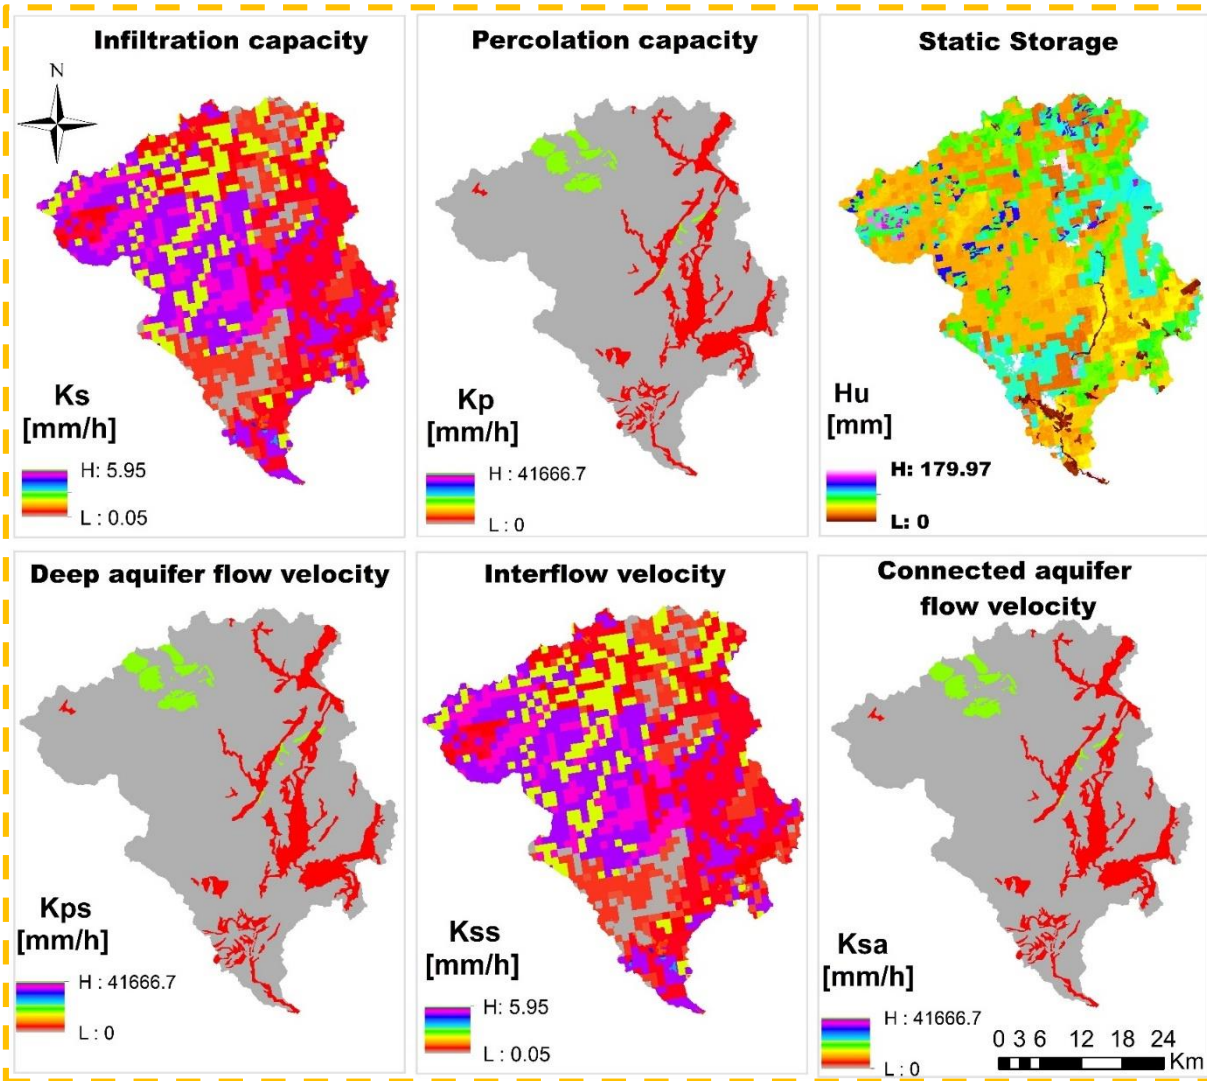 Infiltration capacity
N
Ks
[mm/h]
H: 5.95
L : 0.05
Percolation capacity
Kp
[mm/h]
H : 41666.7
L : 0
Static Storage
Hu
[mm]
H: 179.97
L: 0
Deep aquifer flow velocity
Kps
[mm/h]
H : 41666.7
L : 0
Interflow velocity
Kss
[mm/h]
H: 5.95
L : 0.05
Connected aquifer
flow velocity
Ksa
[mm/h]
H : 41666.7
L : 0
0 3 6 12 18 24
Km